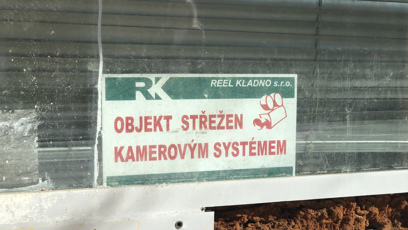 RK REEL KLADNO s.r.o.
OBJEKT STŘEŽEN
KAMEROVÝM SYSTÉMEM